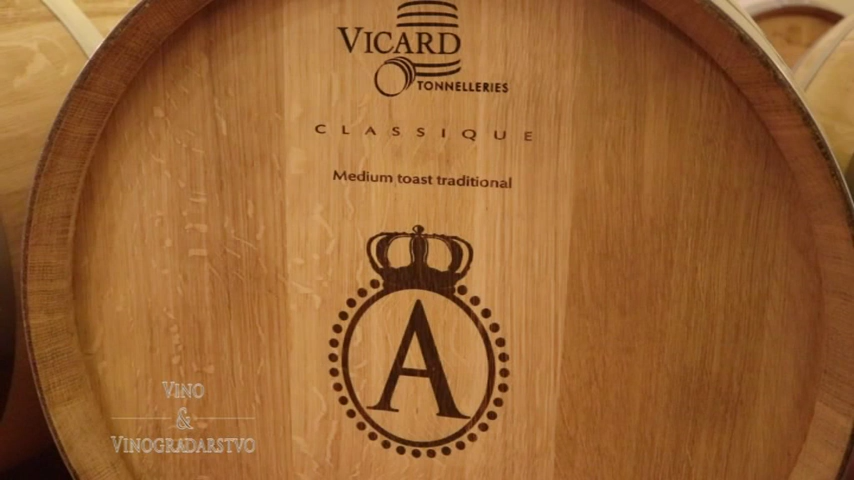 VICARD
TONNELLERIES
CLASSIQUE
Medium toast traditional
A
VINO
&
VINOGRADARSTVO